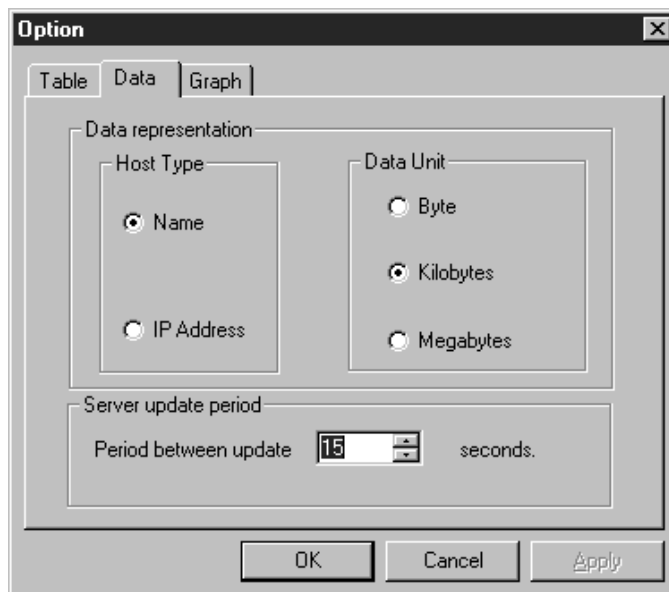 Option
Table Data Graph
Data representation
Host Type
Name
IP Address
Data Unit
Byte
Kilobytes
Megabytes
Server update period
Period between update 15 seconds.
OK Cancel Apply